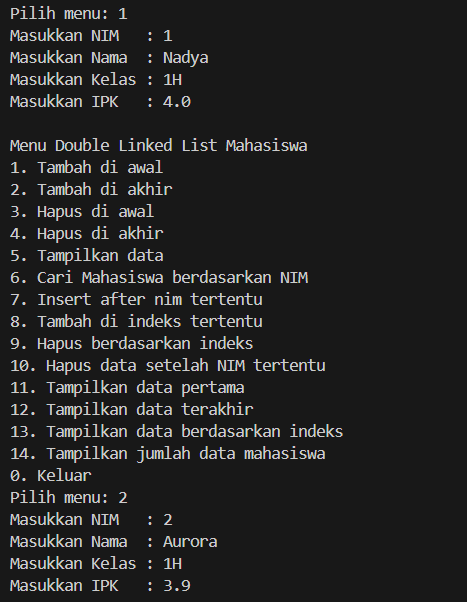 Pilih menu: 1
Masukkan NIM   : 1
Masukkan Nama  : Nadya
Masukkan Kelas : 1H
Masukkan IPK   : 4.0

Menu Double Linked List Mahasiswa
1. Tambah di awal
2. Tambah di akhir
3. Hapus di awal
4. Hapus di akhir
5. Tampilkan data
6. Cari Mahasiswa berdasarkan NIM
7. Insert after nim tertentu
8. Tambah di indeks tertentu
9. Hapus berdasarkan indeks
10. Hapus data setelah NIM tertentu
11. Tampilkan data pertama
12. Tampilkan data terakhir
13. Tampilkan data berdasarkan indeks
14. Tampilkan jumlah data mahasiswa
0. Keluar
Pilih menu: 2
Masukkan NIM   : 2
Masukkan Nama  : Aurora
Masukkan Kelas : 1H
Masukkan IPK   : 3.9